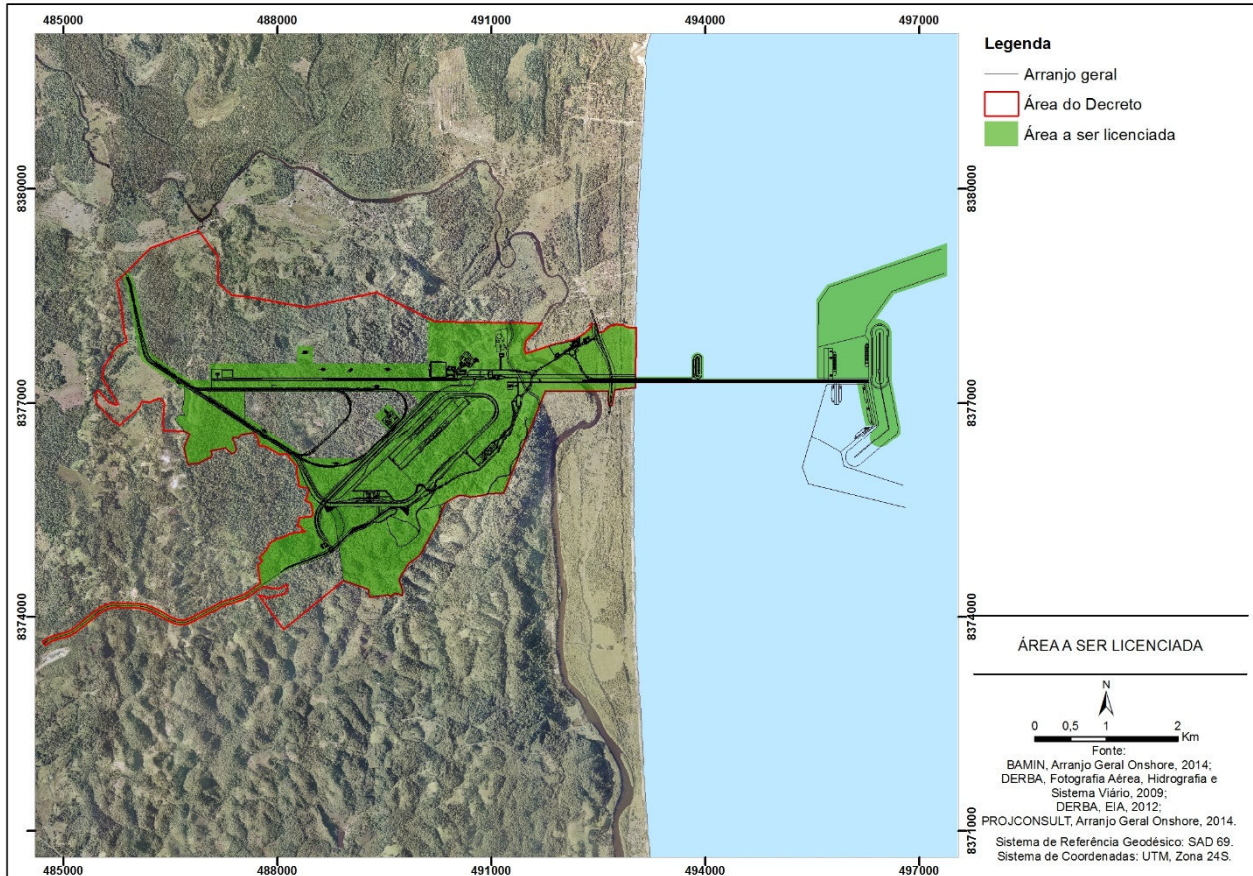 485000 488000 491000 494000 497000
8380000
8377000
8374000
8371000
8380000
8377000
8374000
8371000
485000 488000 491000 494000 497000
Legenda
Arranjo geral
Área do Decreto
Área a ser licenciada
ÁREA A SER LICENCIADA
N
0 0,5 1 2
Km
Fonte:
BAMIN, Arranjo Geral Onshore, 2014;
DERBA, Fotografia Aérea, Hidrografia e
Sistema Viário, 2009;
DERBA, EIA, 2012;
PROJCONSULT, Arranjo Geral Onshore, 2014.
Sistema de Referência Geodésico: SAD 69.
Sistema de Coordenadas: UTM, Zona 24S.